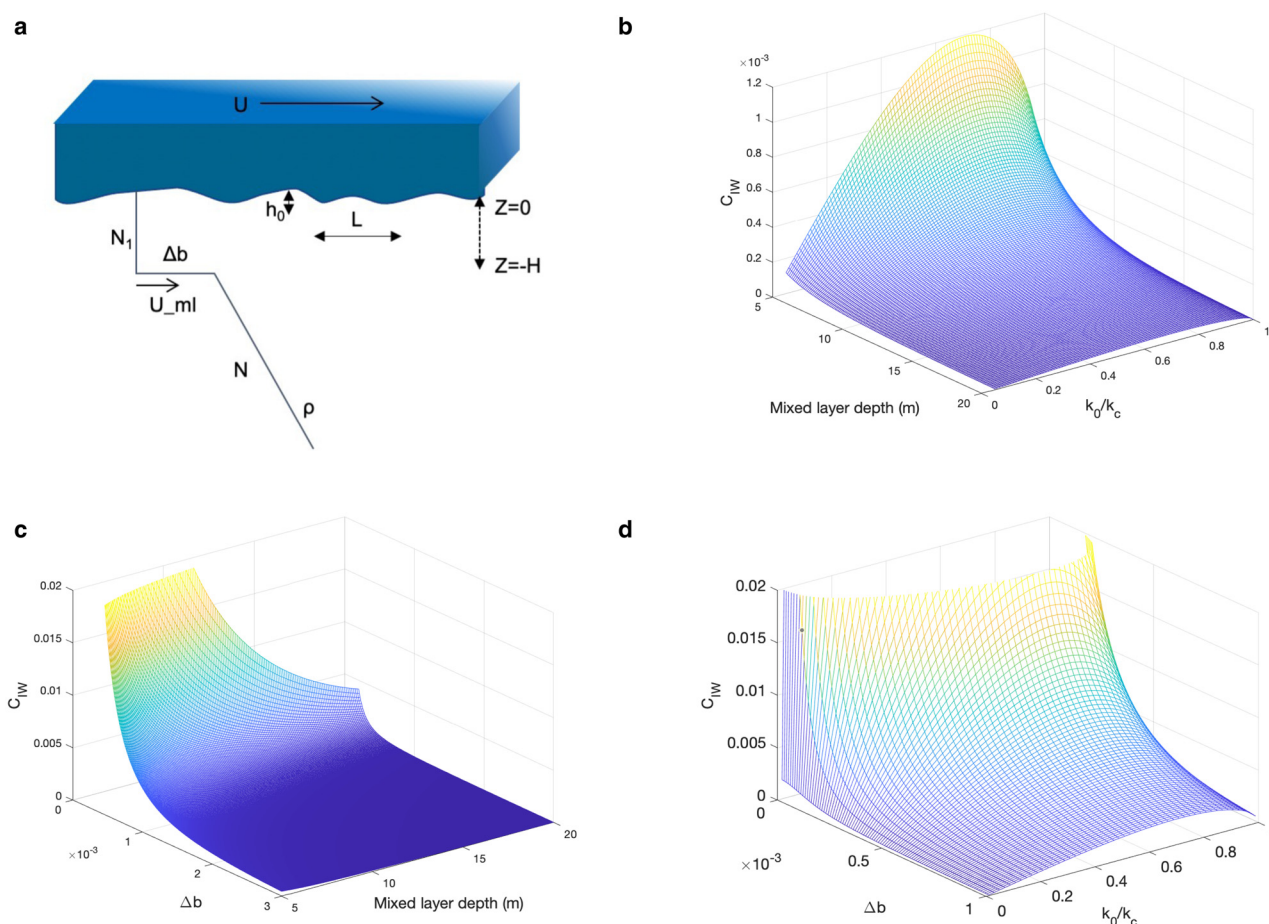 a
U
h₀
L
Z=0
N₁
Δb
Z=-H
U_ml
N
ρ
b
×10⁻³
1.2
1
0.8
0.6
0.4
0.2
0
C_IW
5
10
15
20
Mixed layer depth (m)
0
0.2
0.4
0.6
0.8
1
k₀/k_c
c
0.02
0.015
0.01
0.005
0
C_IW
0
1
2
3
×10⁻³
Δb
5
10
15
20
Mixed layer depth (m)
d
0.02
0.015
0.01
0.005
0
C_IW
0
0.5
1
×10⁻³
Δb
0
0.2
0.4
0.6
0.8
k₀/k_c